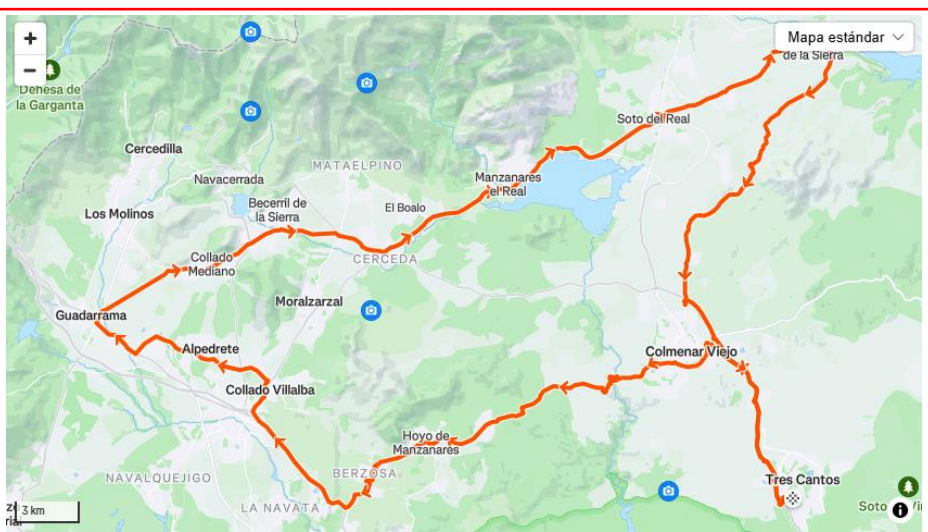 +
Mapa estándar
−
de la Sierra
Dehesa de
la Garganta
Soto del Real
Cercedilla
MATAELPINO
Navacerrada
Manzanares
el Real
Becerril de
la Sierra
El Boalo
Los Molinos
Collado
Mediano
CERCEDA
Moralzarzal
Guadarrama
Alpedrete
Colmenar Viejo
Collado Villalba
Hoyo de
Manzanares
BERZOSA
NAVALQUEJIGO
Tres Cantos
LA NAVATA
3 km
Soto
i